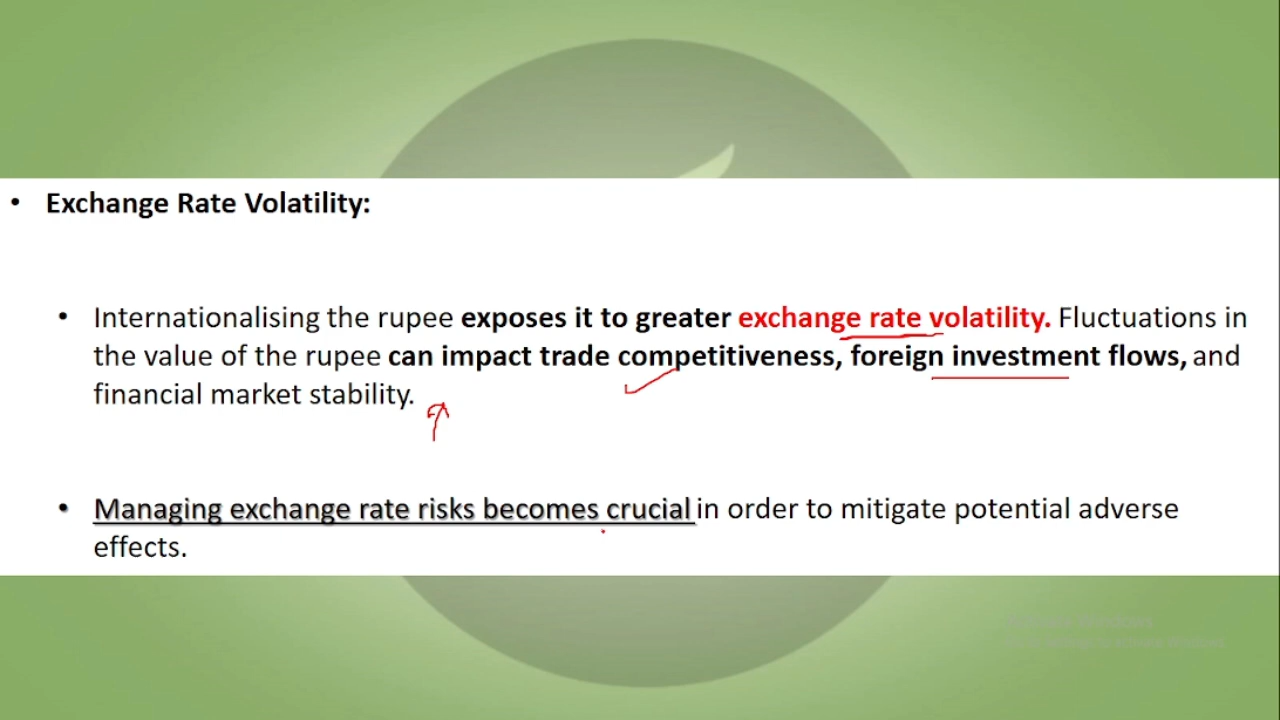 • Exchange Rate Volatility:
• Internationalising the rupee exposes it to greater exchange rate volatility. Fluctuations in
the value of the rupee can impact trade competitiveness, foreign investment flows, and
financial market stability.
• Managing exchange rate risks becomes crucial in order to mitigate potential adverse
effects.